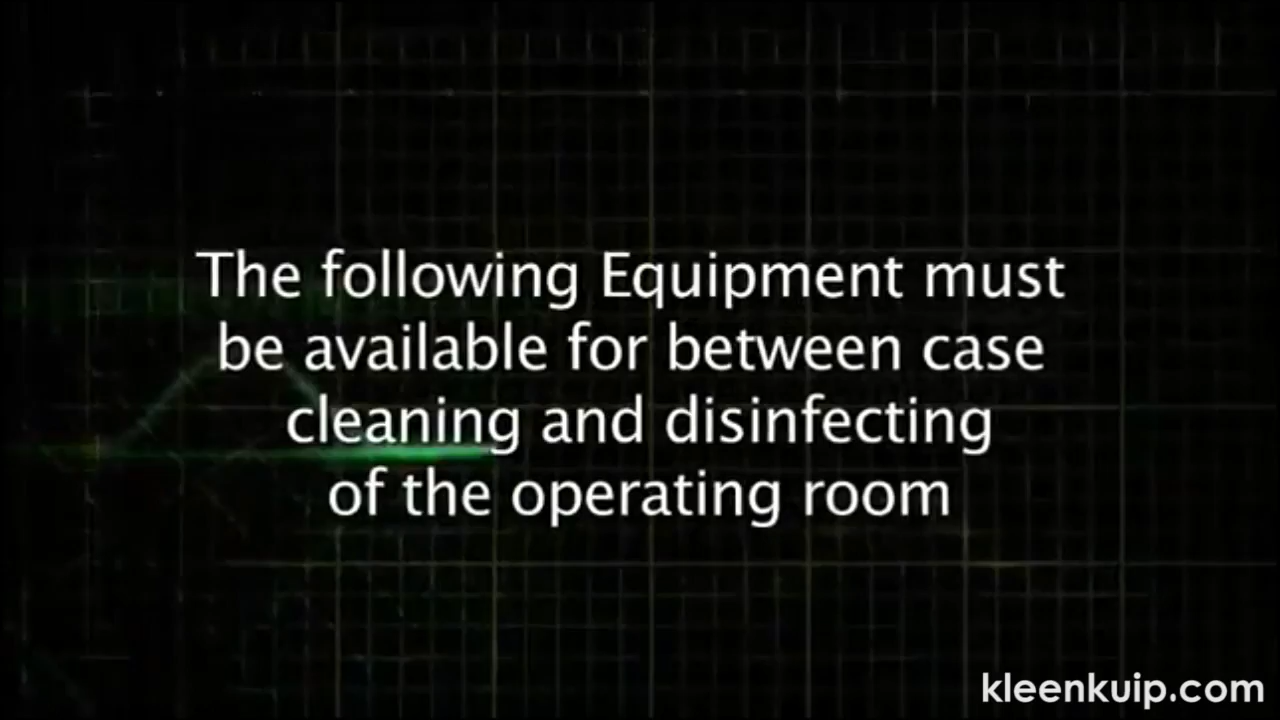 The following Equipment must
be available for between case
cleaning and disinfecting
of the operating room
kleenkuip.com